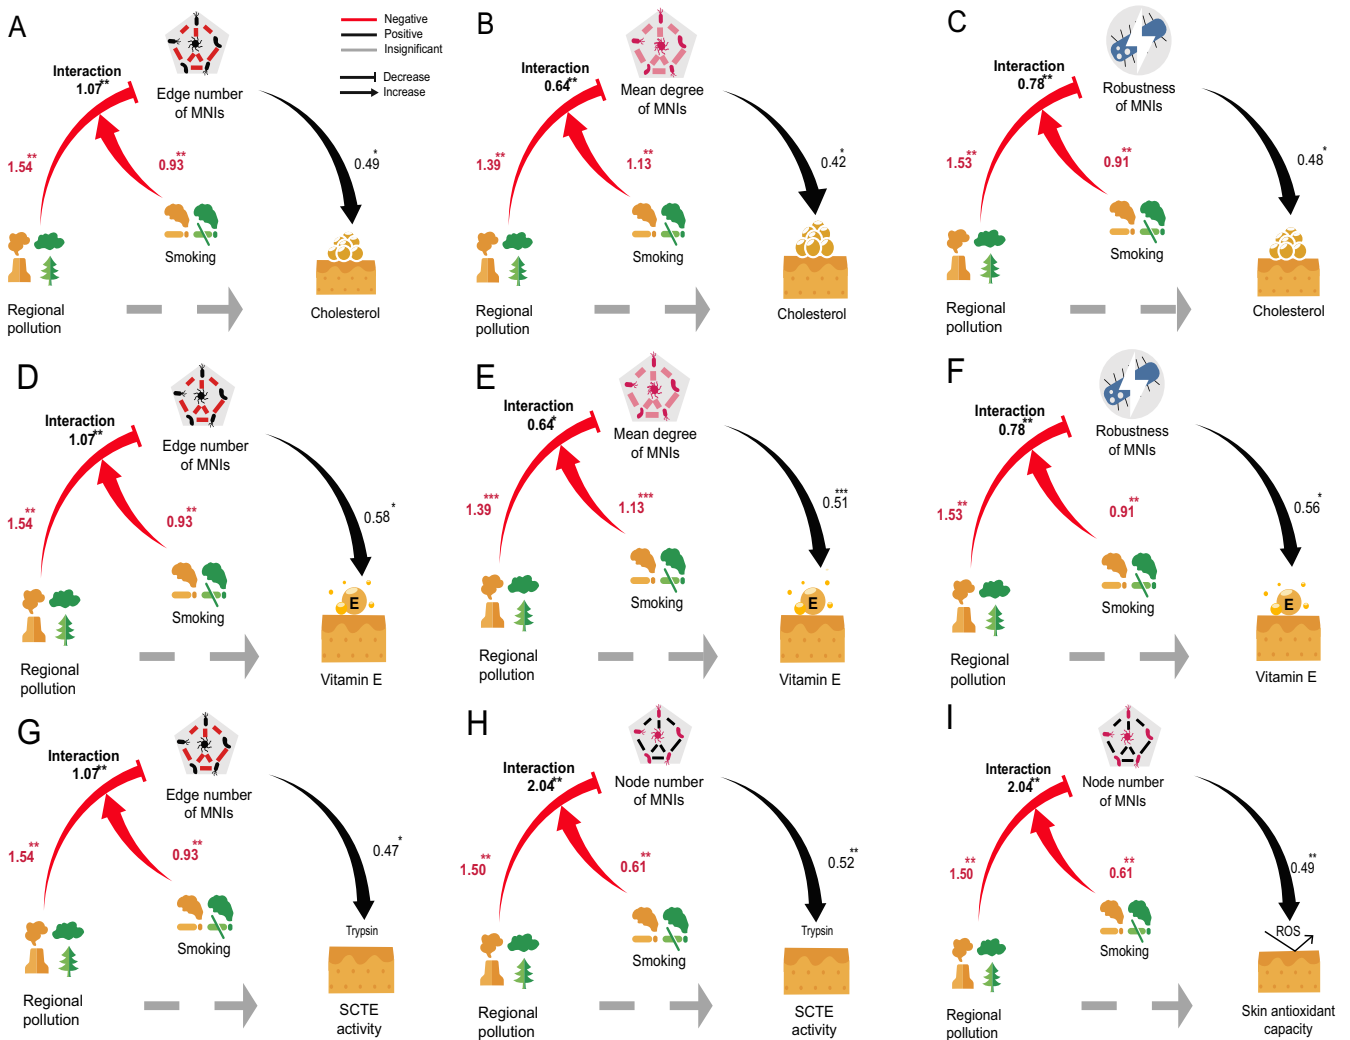 A
Interaction
1.07**
Edge number
of MNIs
Negative
Positive
Insignificant
Decrease
Increase
1.54**
0.93**
0.49*
Smoking
Regional
pollution
Cholesterol
B
Interaction
0.64**
Mean degree
of MNIs
1.39**
1.13**
0.42*
Smoking
Regional
pollution
Cholesterol
C
Interaction
0.78**
Robustness
of MNIs
1.53**
0.91**
0.48*
Smoking
Regional
pollution
Cholesterol
D
Interaction
1.07**
Edge number
of MNIs
1.54**
0.93**
0.58*
E
Smoking
Regional
pollution
Vitamin E
E
Interaction
0.64*
Mean degree
of MNIs
1.39***
1.13***
0.51***
E
Smoking
Regional
pollution
Vitamin E
F
Interaction
0.78**
Robustness
of MNIs
1.53**
0.91**
0.56*
E
Smoking
Regional
pollution
Vitamin E
G
Interaction
1.07**
Edge number
of MNIs
1.54**
0.93**
0.47*
Trypsin
Smoking
Regional
pollution
SCTE
activity
H
Interaction
2.04**
Node number
of MNIs
1.50**
0.61**
0.52**
Trypsin
Smoking
Regional
pollution
SCTE
activity
I
Interaction
2.04**
Node number
of MNIs
1.50**
0.61**
0.49**
ROS
Smoking
Regional
pollution
Skin antioxidant
capacity